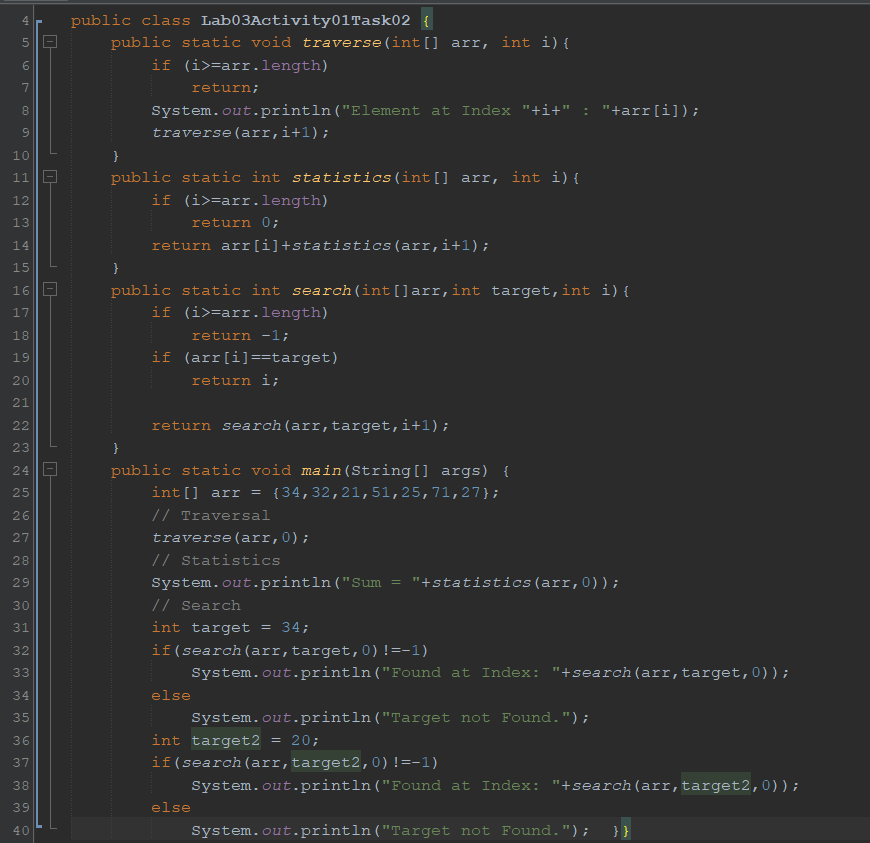 4 public class Lab03Activity01Task02 {
5 public static void traverse(int[] arr, int i){
6 if (i>=arr.length)
7 return;
8 System.out.println("Element at Index "+i+" : "+arr[i]);
9 traverse(arr,i+1);
10 }
11 public static int statistics(int[] arr, int i){
12 if (i>=arr.length)
13 return 0;
14 return arr[i]+statistics(arr,i+1);
15 }
16 public static int search(int[]arr,int target,int i){
17 if (i>=arr.length)
18 return -1;
19 if (arr[i]==target)
20 return i;
21
22 return search(arr,target,i+1);
23 }
24 public static void main(String[] args) {
25 int[] arr = {34,32,21,51,25,71,27};
26 // Traversal
27 traverse(arr,0);
28 // Statistics
29 System.out.println("Sum = "+statistics(arr,0));
30 // Search
31 int target = 34;
32 if(search(arr,target,0)!=-1)
33 System.out.println("Found at Index: "+search(arr,target,0));
34 else
35 System.out.println("Target not Found.");
36 int target2 = 20;
37 if(search(arr,target2,0)!=-1)
38 System.out.println("Found at Index: "+search(arr,target2,0));
39 else
40 System.out.println("Target not Found."); }}